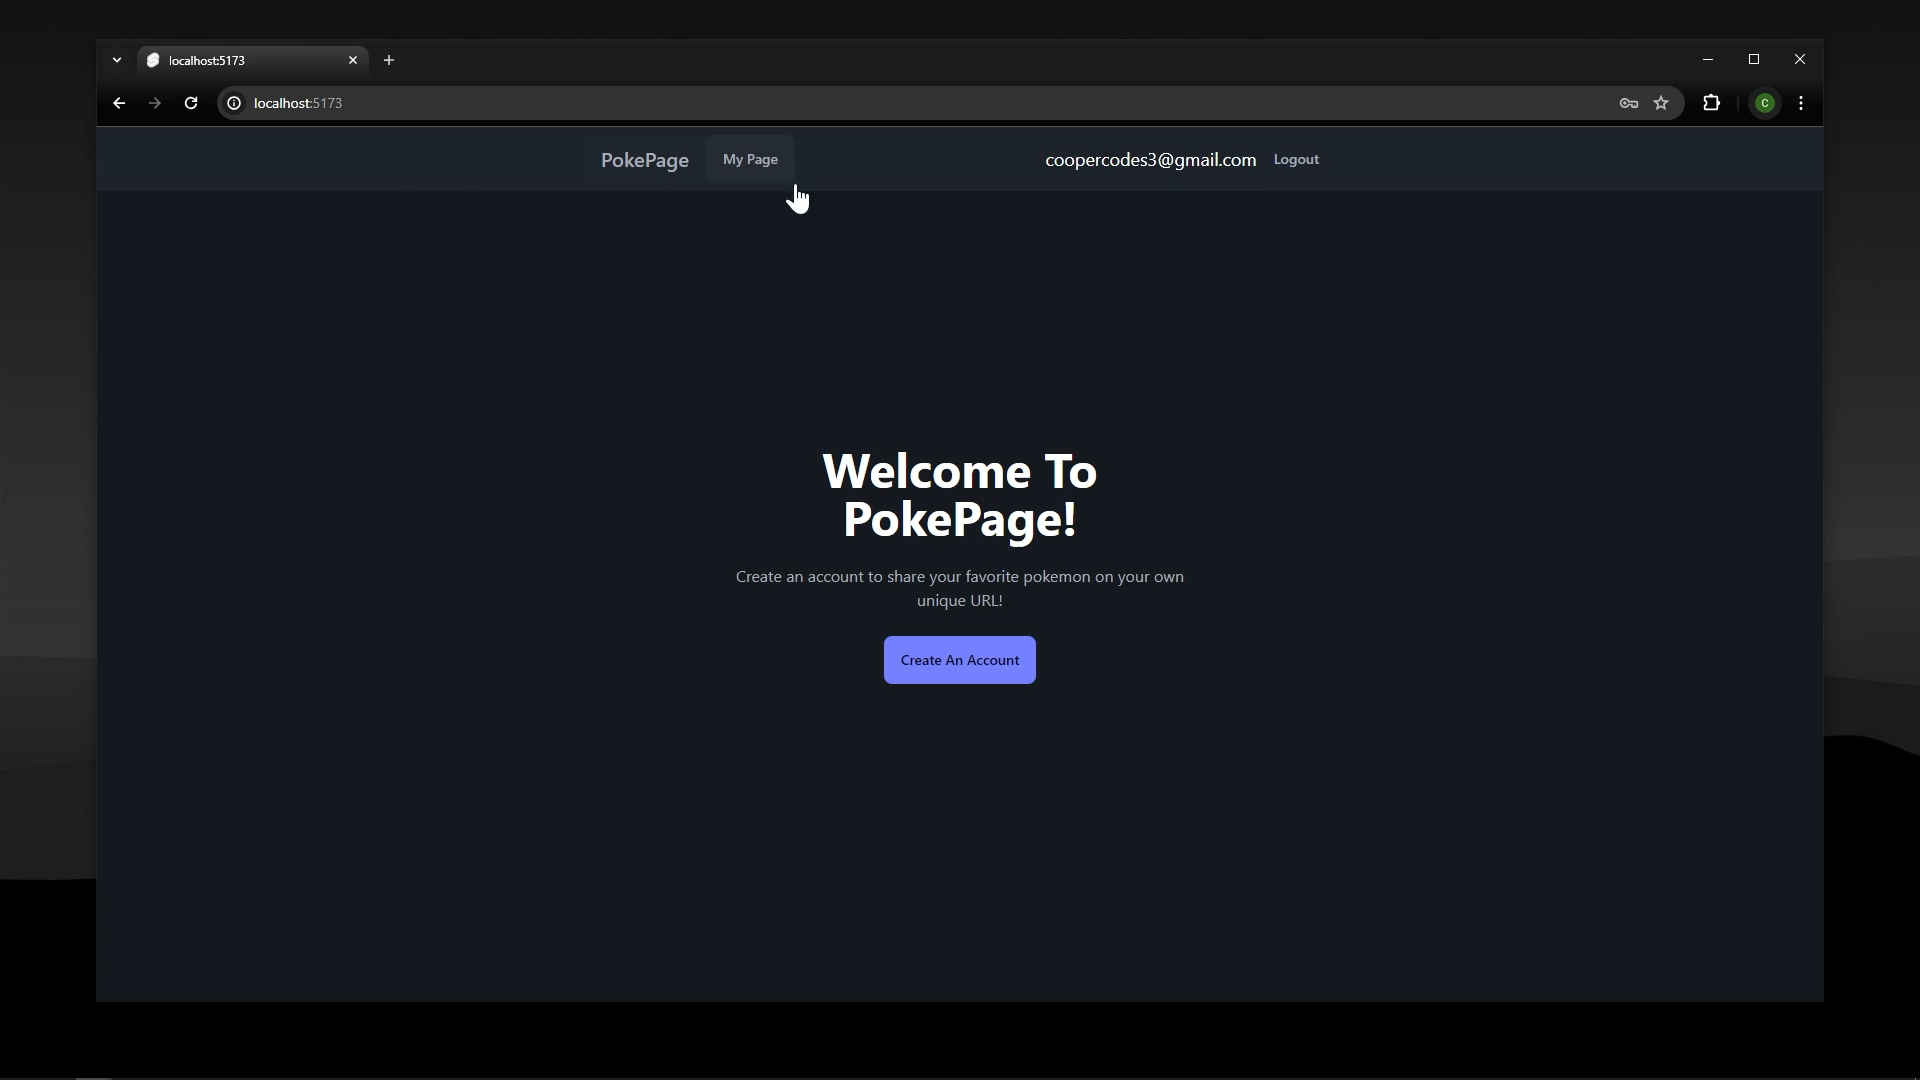 localhost:5173
localhost:5173
C
PokePage
My Page
coopercodes3@gmail.com
Logout
Welcome To
PokePage!
Create an account to share your favorite pokemon on your own
unique URL!
Create An Account